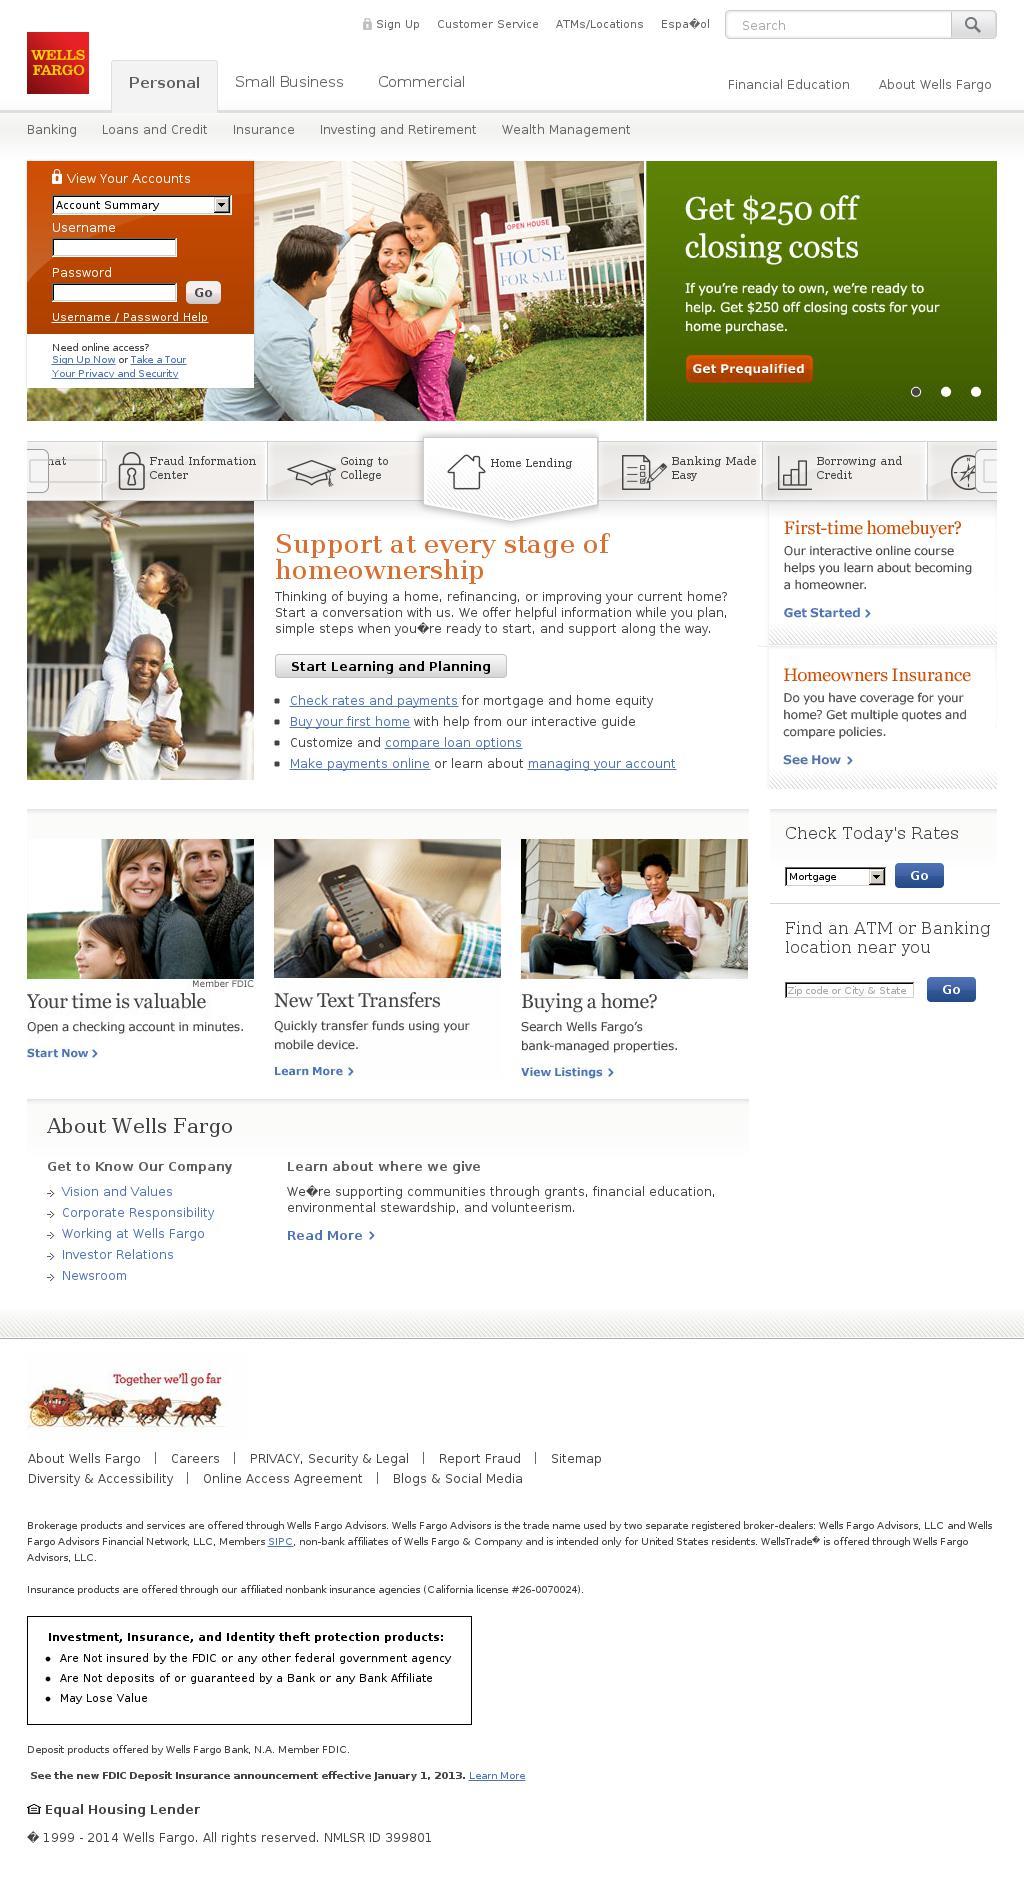 Sign Up Customer Service ATMs/Locations Espa�ol Search
WELLS
FARGO
Personal Small Business Commercial Financial Education About Wells Fargo
Banking Loans and Credit Insurance Investing and Retirement Wealth Management
View Your Accounts
Account Summary
Username
Password
Go
Username / Password Help
Need online access?
Sign Up Now or Take a Tour
Your Privacy and Security
OPEN HOUSE
HOUSE
FOR SALE
Get $250 off
closing costs
If you're ready to own, we're ready to
help. Get $250 off closing costs for your
home purchase.
Get Prequalified
Fraud Information
Center
Going to
College
Home Lending
Banking Made
Easy
Borrowing and
Credit
Support at every stage of
homeownership
Thinking of buying a home, refinancing, or improving your current home?
Start a conversation with us. We offer helpful information while you plan,
simple steps when you�re ready to start, and support along the way.
Start Learning and Planning
Check rates and payments for mortgage and home equity
Buy your first home with help from our interactive guide
Customize and compare loan options
Make payments online or learn about managing your account
First-time homebuyer?
Our interactive online course
helps you learn about becoming
a homeowner.
Get Started
Homeowners Insurance
Do you have coverage for your
home? Get multiple quotes and
compare policies.
See How
Member FDIC
Your time is valuable
Open a checking account in minutes.
Start Now
New Text Transfers
Quickly transfer funds using your
mobile device.
Learn More
Buying a home?
Search Wells Fargo's
bank-managed properties.
View Listings
Check Today's Rates
Mortgage Go
Find an ATM or Banking
location near you
Zip code or City & State Go
About Wells Fargo
Get to Know Our Company
Vision and Values
Corporate Responsibility
Working at Wells Fargo
Investor Relations
Newsroom
Learn about where we give
We�re supporting communities through grants, financial education,
environmental stewardship, and volunteerism.
Read More
Together we'll go far
About Wells Fargo | Careers | PRIVACY, Security & Legal | Report Fraud | Sitemap
Diversity & Accessibility | Online Access Agreement | Blogs & Social Media
Brokerage products and services are offered through Wells Fargo Advisors. Wells Fargo Advisors is the trade name used by two separate registered broker-dealers: Wells Fargo Advisors, LLC and Wells
Fargo Advisors Financial Network, LLC, Members SIPC, non-bank affiliates of Wells Fargo & Company and is intended only for United States residents. WellsTrade� is offered through Wells Fargo
Advisors, LLC.
Insurance products are offered through our affiliated nonbank insurance agencies (California license #26-0070024).
Investment, Insurance, and Identity theft protection products:
Are Not insured by the FDIC or any other federal government agency
Are Not deposits of or guaranteed by a Bank or any Bank Affiliate
May Lose Value
Deposit products offered by Wells Fargo Bank, N.A. Member FDIC.
See the new FDIC Deposit Insurance announcement effective January 1, 2013. Learn More
Equal Housing Lender
� 1999 - 2014 Wells Fargo. All rights reserved. NMLSR ID 399801